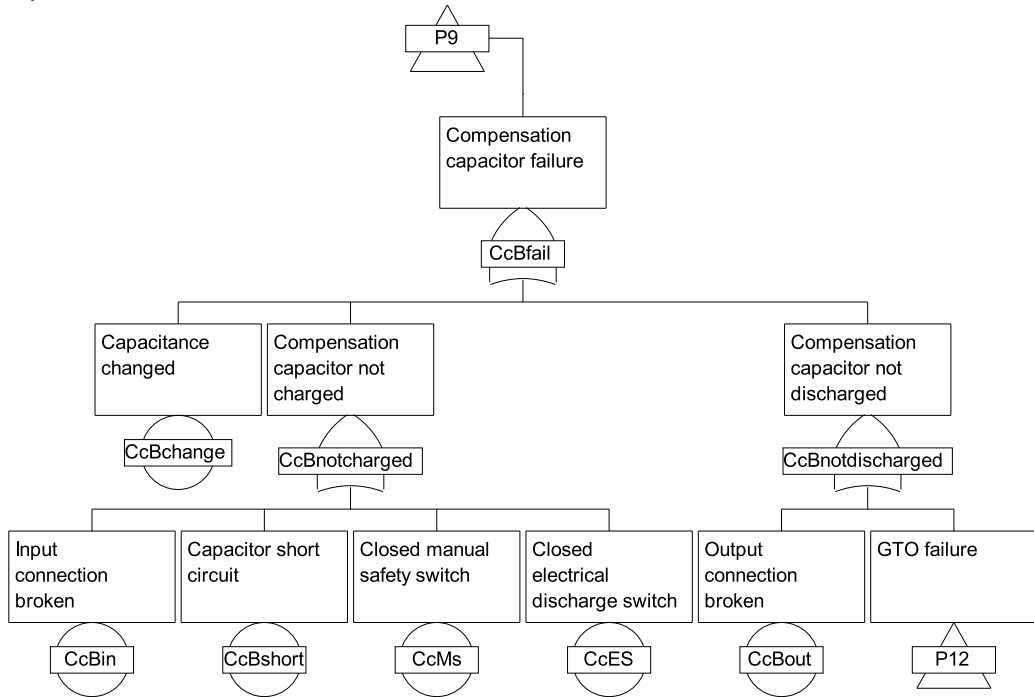 P9
Compensation
capacitor failure
CcBfail
Capacitance
changed
CcBchange
Compensation
capacitor not
charged
CcBnotcharged
Compensation
capacitor not
discharged
CcBnotdischarged
Input
connection
broken
CcBin
Capacitor short
circuit
CcBshort
Closed manual
safety switch
CcMs
Closed
electrical
discharge switch
CcES
Output
connection
broken
CcBout
GTO failure
P12